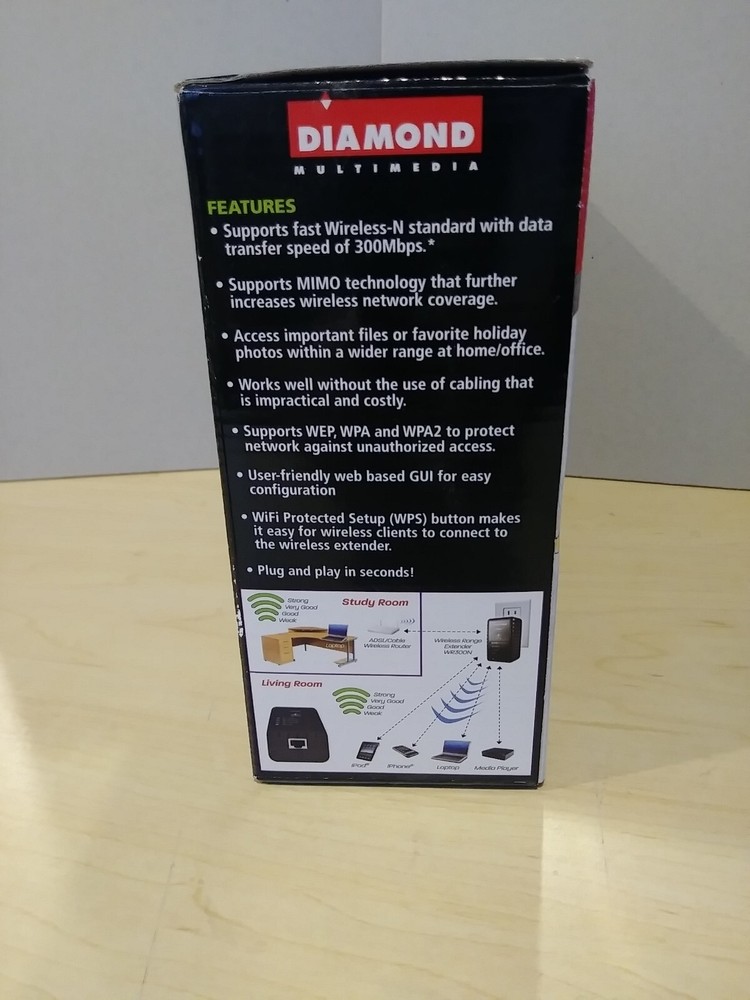 DIAMOND
MULTIMEDIA
FEATURES
• Supports fast Wireless-N standard with data
transfer speed of 300Mbps.*
• Supports MIMO technology that further
increases wireless network coverage.
• Access important files or favorite holiday
photos within a wider range at home/office.
• Works well without the use of cabling that
is impractical and costly.
• Supports WEP, WPA and WPA2 to protect
network against unauthorized access.
• User-friendly web based GUI for easy
configuration
• WiFi Protected Setup (WPS) button makes
it easy for wireless clients to connect to
the wireless extender.
• Plug and play in seconds!
Strong
Very Good
Good
Weak
Study Room
Laptop
ADSL/Cable
Wireless Router
Wireless Range
Extender
WR300N
Living Room
Strong
Very Good
Good
Weak
iPad®
iPhone®
Laptop
Media Player